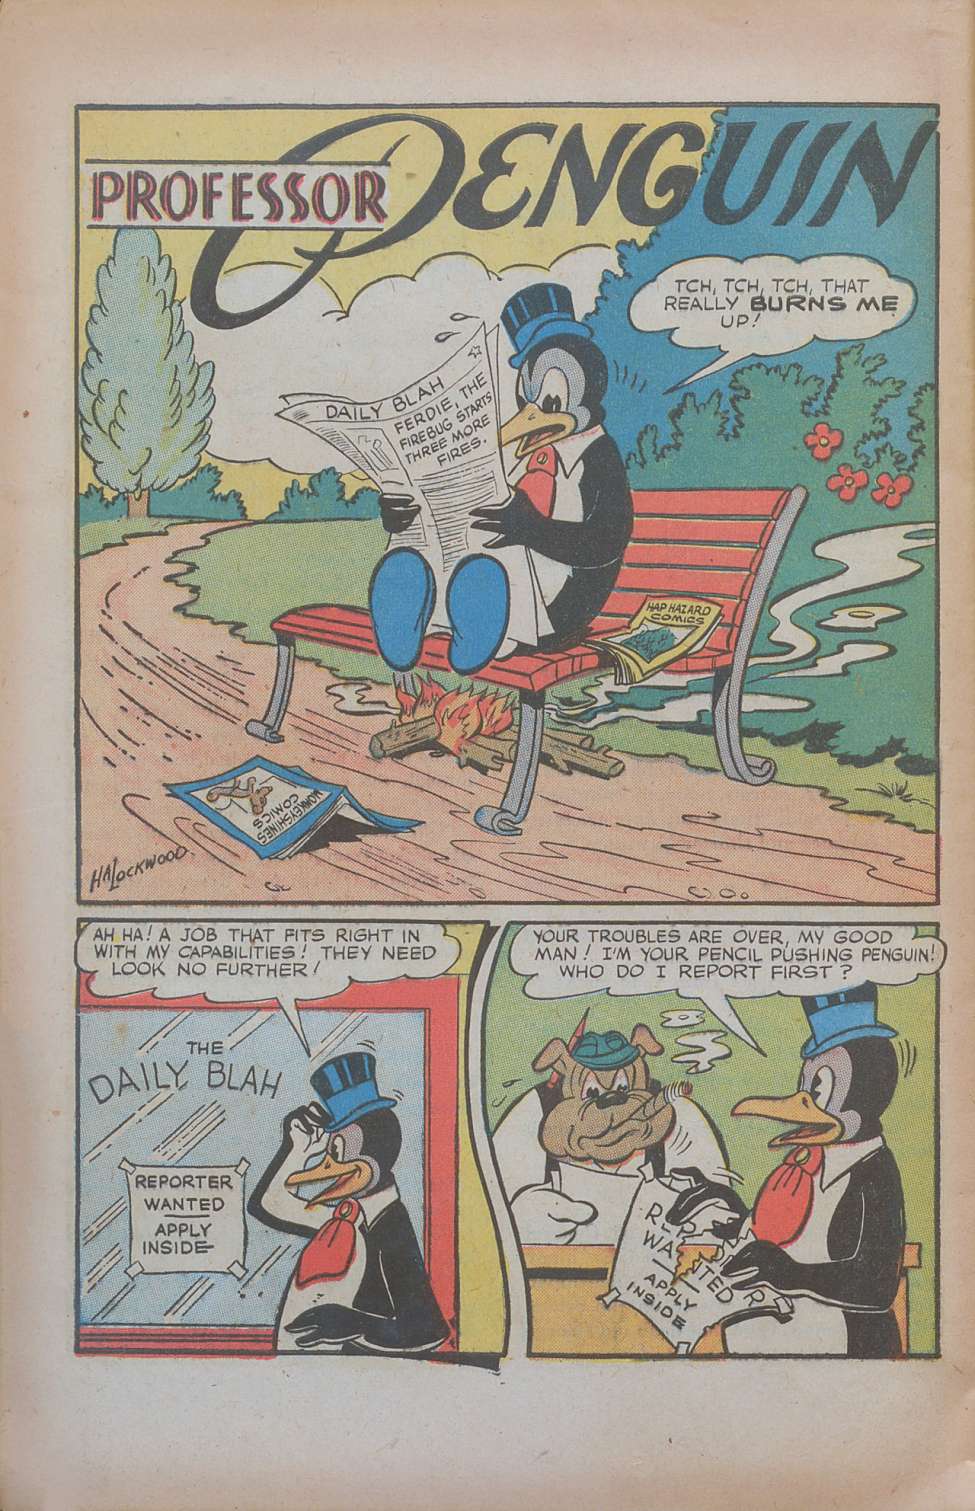 PROFESSOR PENGUIN
TCH, TCH, TCH, THAT
REALLY BURNS ME
UP!
DAILY BLAH
FERDIE, THE
FIREBUG STARTS
THREE MORE
FIRES.
HAP HAZARD
COMICS
MONKEYSHINES
COMICS
HALOCKWOOD
AH HA! A JOB THAT FITS RIGHT IN
WITH MY CAPABILITIES! THEY NEED
LOOK NO FURTHER!
THE
DAILY BLAH
REPORTER
WANTED
APPLY
INSIDE
YOUR TROUBLES ARE OVER, MY GOOD
MAN! I'M YOUR PENCIL PUSHING PENGUIN!
WHO DO I REPORT FIRST?
WANTED
APPLY
INSIDE